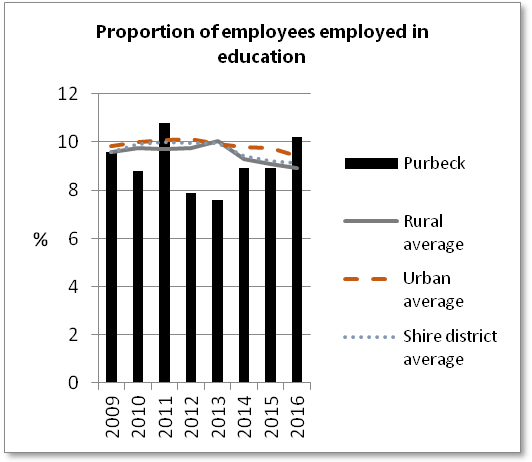 Proportion of employees employed in
education
12
10
8
6
4
2
0
%
2009
2010
2011
2012
2013
2014
2015
2016
Purbeck
Rural
average
Urban
average
Shire district
average